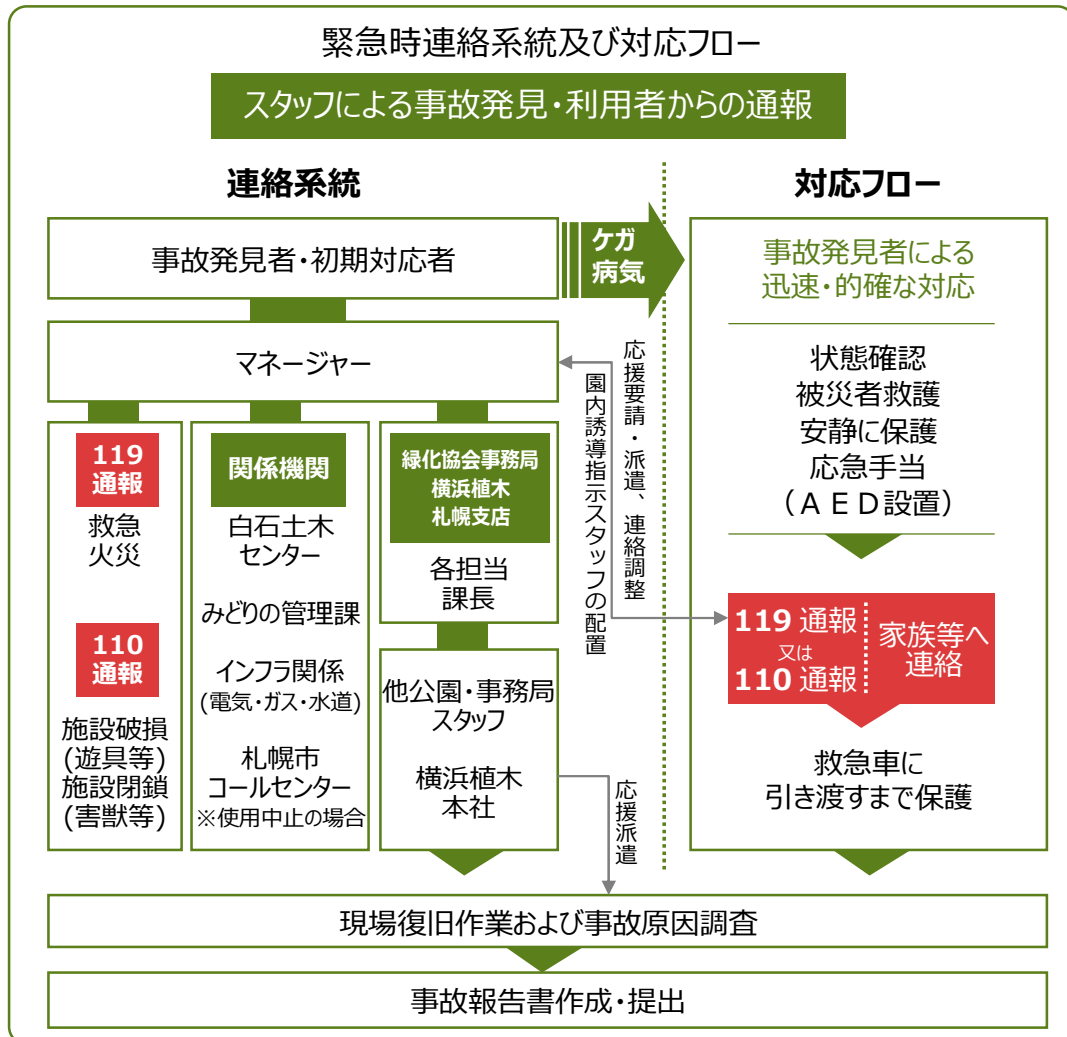 緊急時連絡系統及び対応フロー
スタッフによる事故発見・利用者からの通報
連絡系統
事故発見者・初期対応者
ケガ
病気
マネージャー
119
通報
救急
火災
110
通報
施設破損
(遊具等)
施設閉鎖
(害獣等)
関係機関
白石土木
センター
みどりの管理課
インフラ関係
(電気・ガス・水道)
札幌市
コールセンター
※使用中止の場合
緑化協会事務局
横浜植木
札幌支店
各担当
課長
他公園・事務局
スタッフ
横浜植木
本社
応援要請・派遣、連絡調整
園内誘導指示スタッフの配置
応援派遣
対応フロー
事故発見者による
迅速・的確な対応
状態確認
被災者救護
安静に保護
応急手当
（ＡＥＤ設置）
119 通報
又は
110 通報
家族等へ
連絡
救急車に
引き渡すまで保護
現場復旧作業および事故原因調査
事故報告書作成・提出